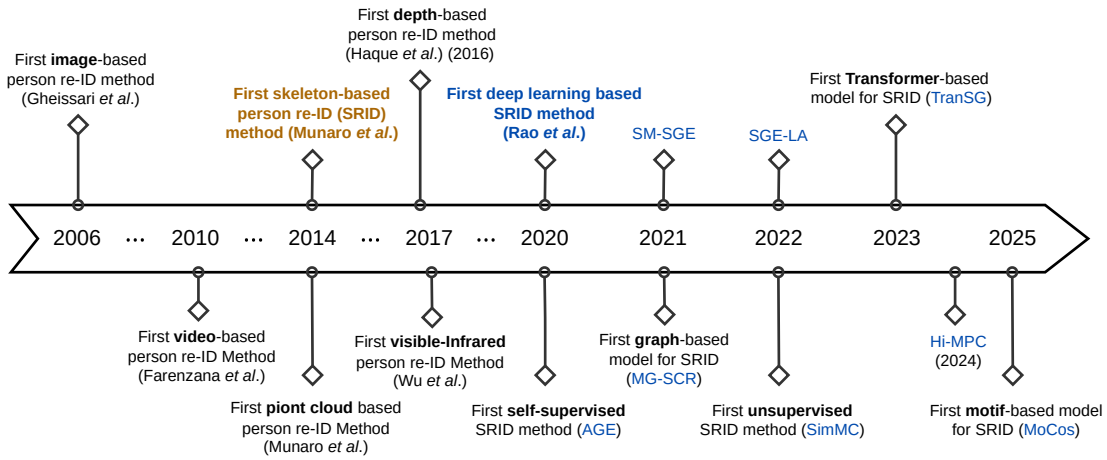 First image-based
person re-ID method
(Gheissari et al.)
First skeleton-based
person re-ID (SRID)
method (Munaro et al.)
First depth-based
person re-ID method
(Haque et al.) (2016)
First deep learning based
SRID method
(Rao et al.)
SM-SGE
SGE-LA
First Transformer-based
model for SRID (TranSG)
2006 ... 2010 ... 2014 ... 2017 ... 2020 2021 2022 2023 2025
First video-based
person re-ID Method
(Farenzana et al.)
First piont cloud based
person re-ID Method
(Munaro et al.)
First visible-Infrared
person re-ID Method
(Wu et al.)
First self-supervised
SRID method (AGE)
First graph-based
model for SRID
(MG-SCR)
First unsupervised
SRID method (SimMC)
Hi-MPC
(2024)
First motif-based model
for SRID (MoCos)